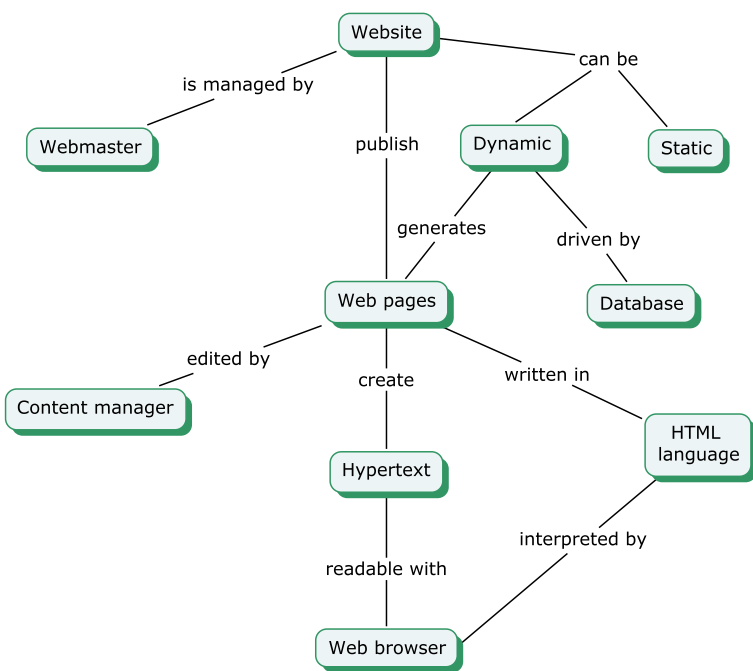 Website
can be
is managed by
Webmaster
publish
Dynamic
Static
generates
driven by
Web pages
Database
edited by
create
written in
Content manager
HTML
language
Hypertext
interpreted by
readable with
Web browser